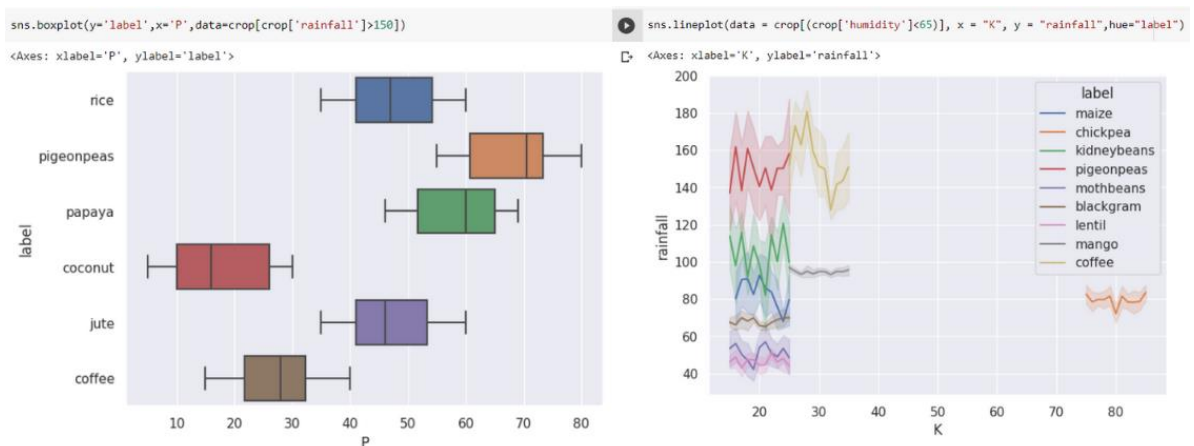 sns.boxplot(y='label',x='P',data=crop[crop['rainfall']>150])
<Axes: xlabel='P', ylabel='label'>
rice
pigeonpeas
papaya
coconut
jute
coffee
label
10 20 30 40 50 60 70 80
P
sns.lineplot(data = crop[(crop['humidity']<65)], x = "K", y = "rainfall",hue="label")
<Axes: xlabel='K', ylabel='rainfall'>
200
180
160
140
120
100
80
60
40
rainfall
label
maize
chickpea
kidneybeans
pigeonpeas
mothbeans
blackgram
lentil
mango
coffee
20 30 40 50 60 70 80
K